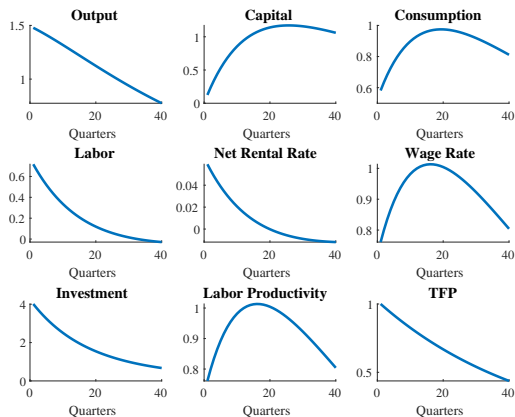 Output
Capital
Consumption
1.5
1
0 20 40
Quarters
1
0.5
0
0 20 40
Quarters
1
0.8
0.6
0 20 40
Quarters
Labor
Net Rental Rate
Wage Rate
0.6
0.4
0.2
0
0 20 40
Quarters
0.04
0.02
0
0 20 40
Quarters
1
0.9
0.8
0 20 40
Quarters
Investment
Labor Productivity
TFP
4
2
0
0 20 40
Quarters
1
0.9
0.8
0 20 40
Quarters
1
0.5
0 20 40
Quarters